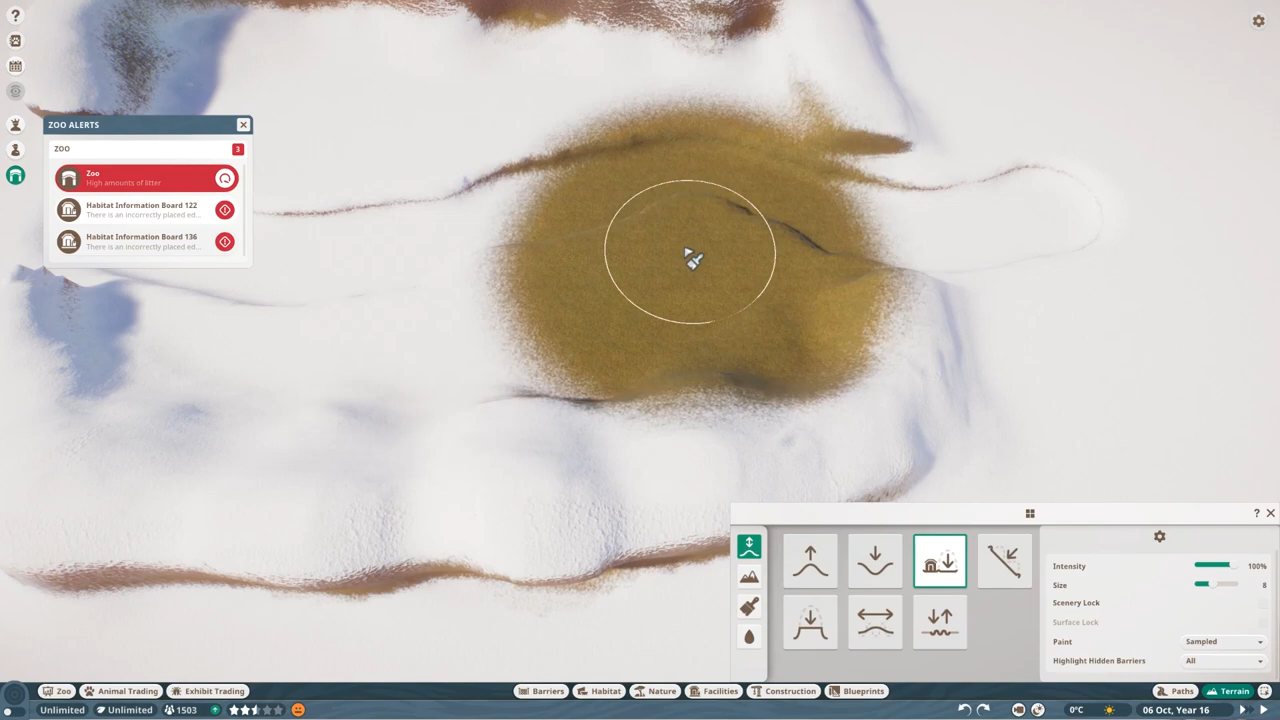 ZOO ALERTS
ZOO
3
Zoo
High amounts of litter
Habitat Information Board 122
There is an incorrectly placed ed...
Habitat Information Board 136
There is an incorrectly placed ed...
?
Intensity 100%
Size 8
Scenery Lock
Surface Lock
Paint Sampled
Highlight Hidden Barriers All
Zoo Animal Trading Exhibit Trading Barriers Habitat Nature Facilities Construction Blueprints Paths Terrain
Unlimited Unlimited 1503 0°C 06 Oct, Year 16